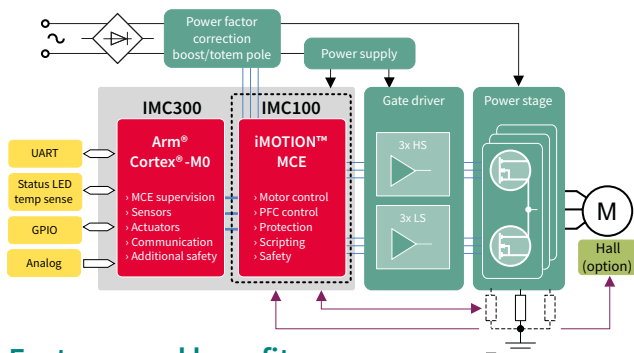 Power factor
correction
boost/totem pole
Power supply
IMC300
IMC100
Gate driver
Power stage
Arm®
Cortex®-M0
› MCE supervision
› Sensors
› Actuators
› Communication
› Additional safety
iMOTION™
MCE
› Motor control
› PFC control
› Protection
› Scripting
› Safety
3x HS
3x LS
UART
Status LED
temp sense
GPIO
Analog
M
Hall
(option)